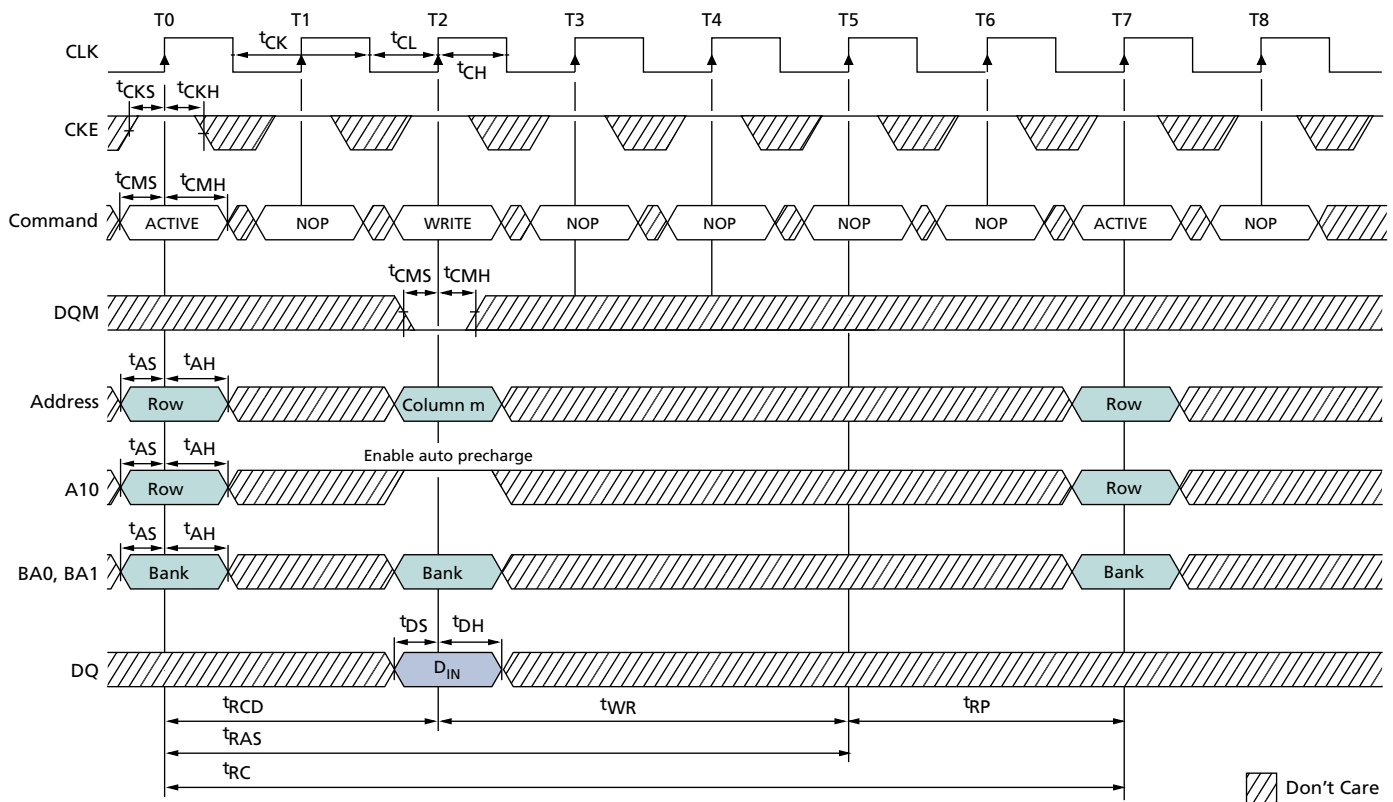 T0 T1 T2 T3 T4 T5 T6 T7 T8
CLK
tCK tCL
tCH
tCKS tCKH
CKE
tCMS tCMH
Command ACTIVE NOP WRITE NOP NOP NOP NOP ACTIVE NOP
tCMS tCMH
DQM
tAS tAH
Address Row Column m Row
tAS tAH Enable auto precharge
A10 Row Row
tAS tAH
BA0, BA1 Bank Bank Bank
tDS tDH
DQ DIN
tRCD tWR tRP
tRAS
tRC
Don't Care